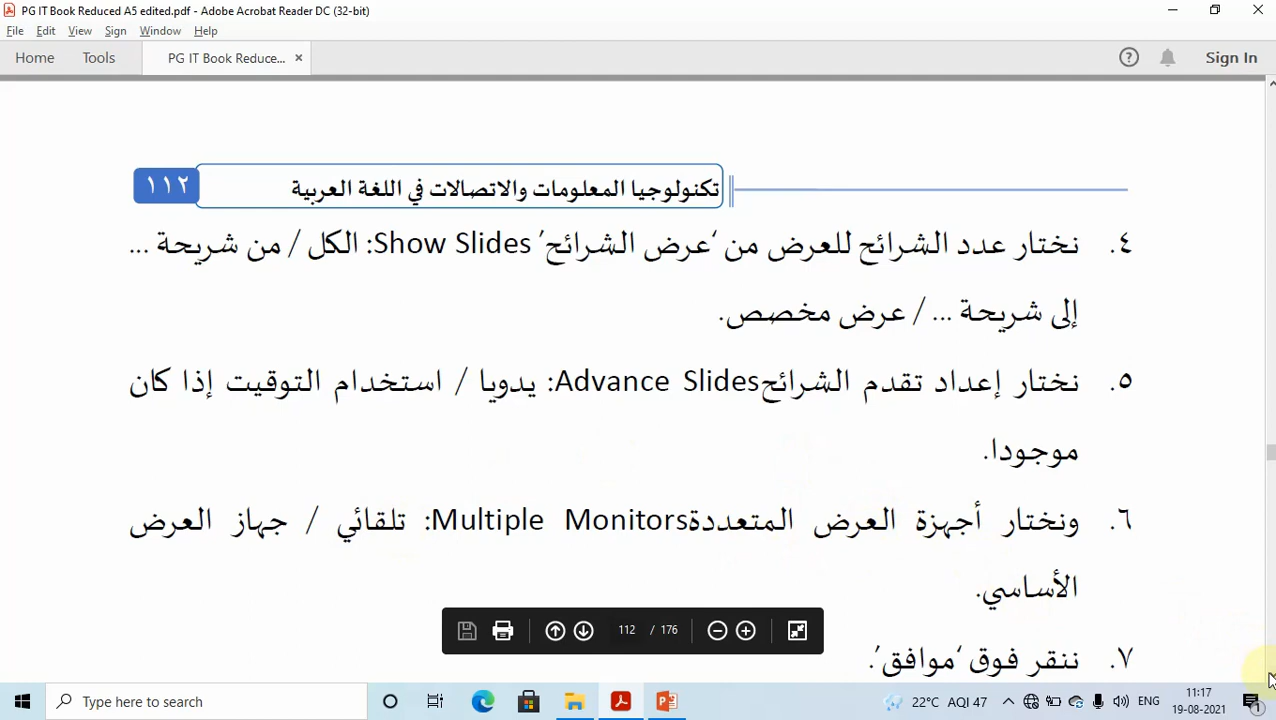 PG IT Book Reduced A5 edited.pdf - Adobe Acrobat Reader DC (32-bit)
File Edit View Sign Window Help
Home Tools PG IT Book Reduce... Sign In
تكنولوجيا المعلومات والاتصالات في اللغة العربية ١١٢
٤. نختار عدد الشرائح للعرض من ‘عرض الشرائح’ Show Slides: الكل / من شريحة ...
إلى شريحة ... / عرض مخصص.
٥. نختار إعداد تقدم الشرائحAdvance Slides: يدويا / استخدام التوقيت إذا كان
موجودا.
٦. ونختار أجهزة العرض المتعددةMultiple Monitors: تلقائي / جهاز العرض
الأساسي.
112 / 176
٧. ننقر فوق ‘موافق’.
Type here to search 22°C AQI 47 ENG 11:17
19-08-2021 1